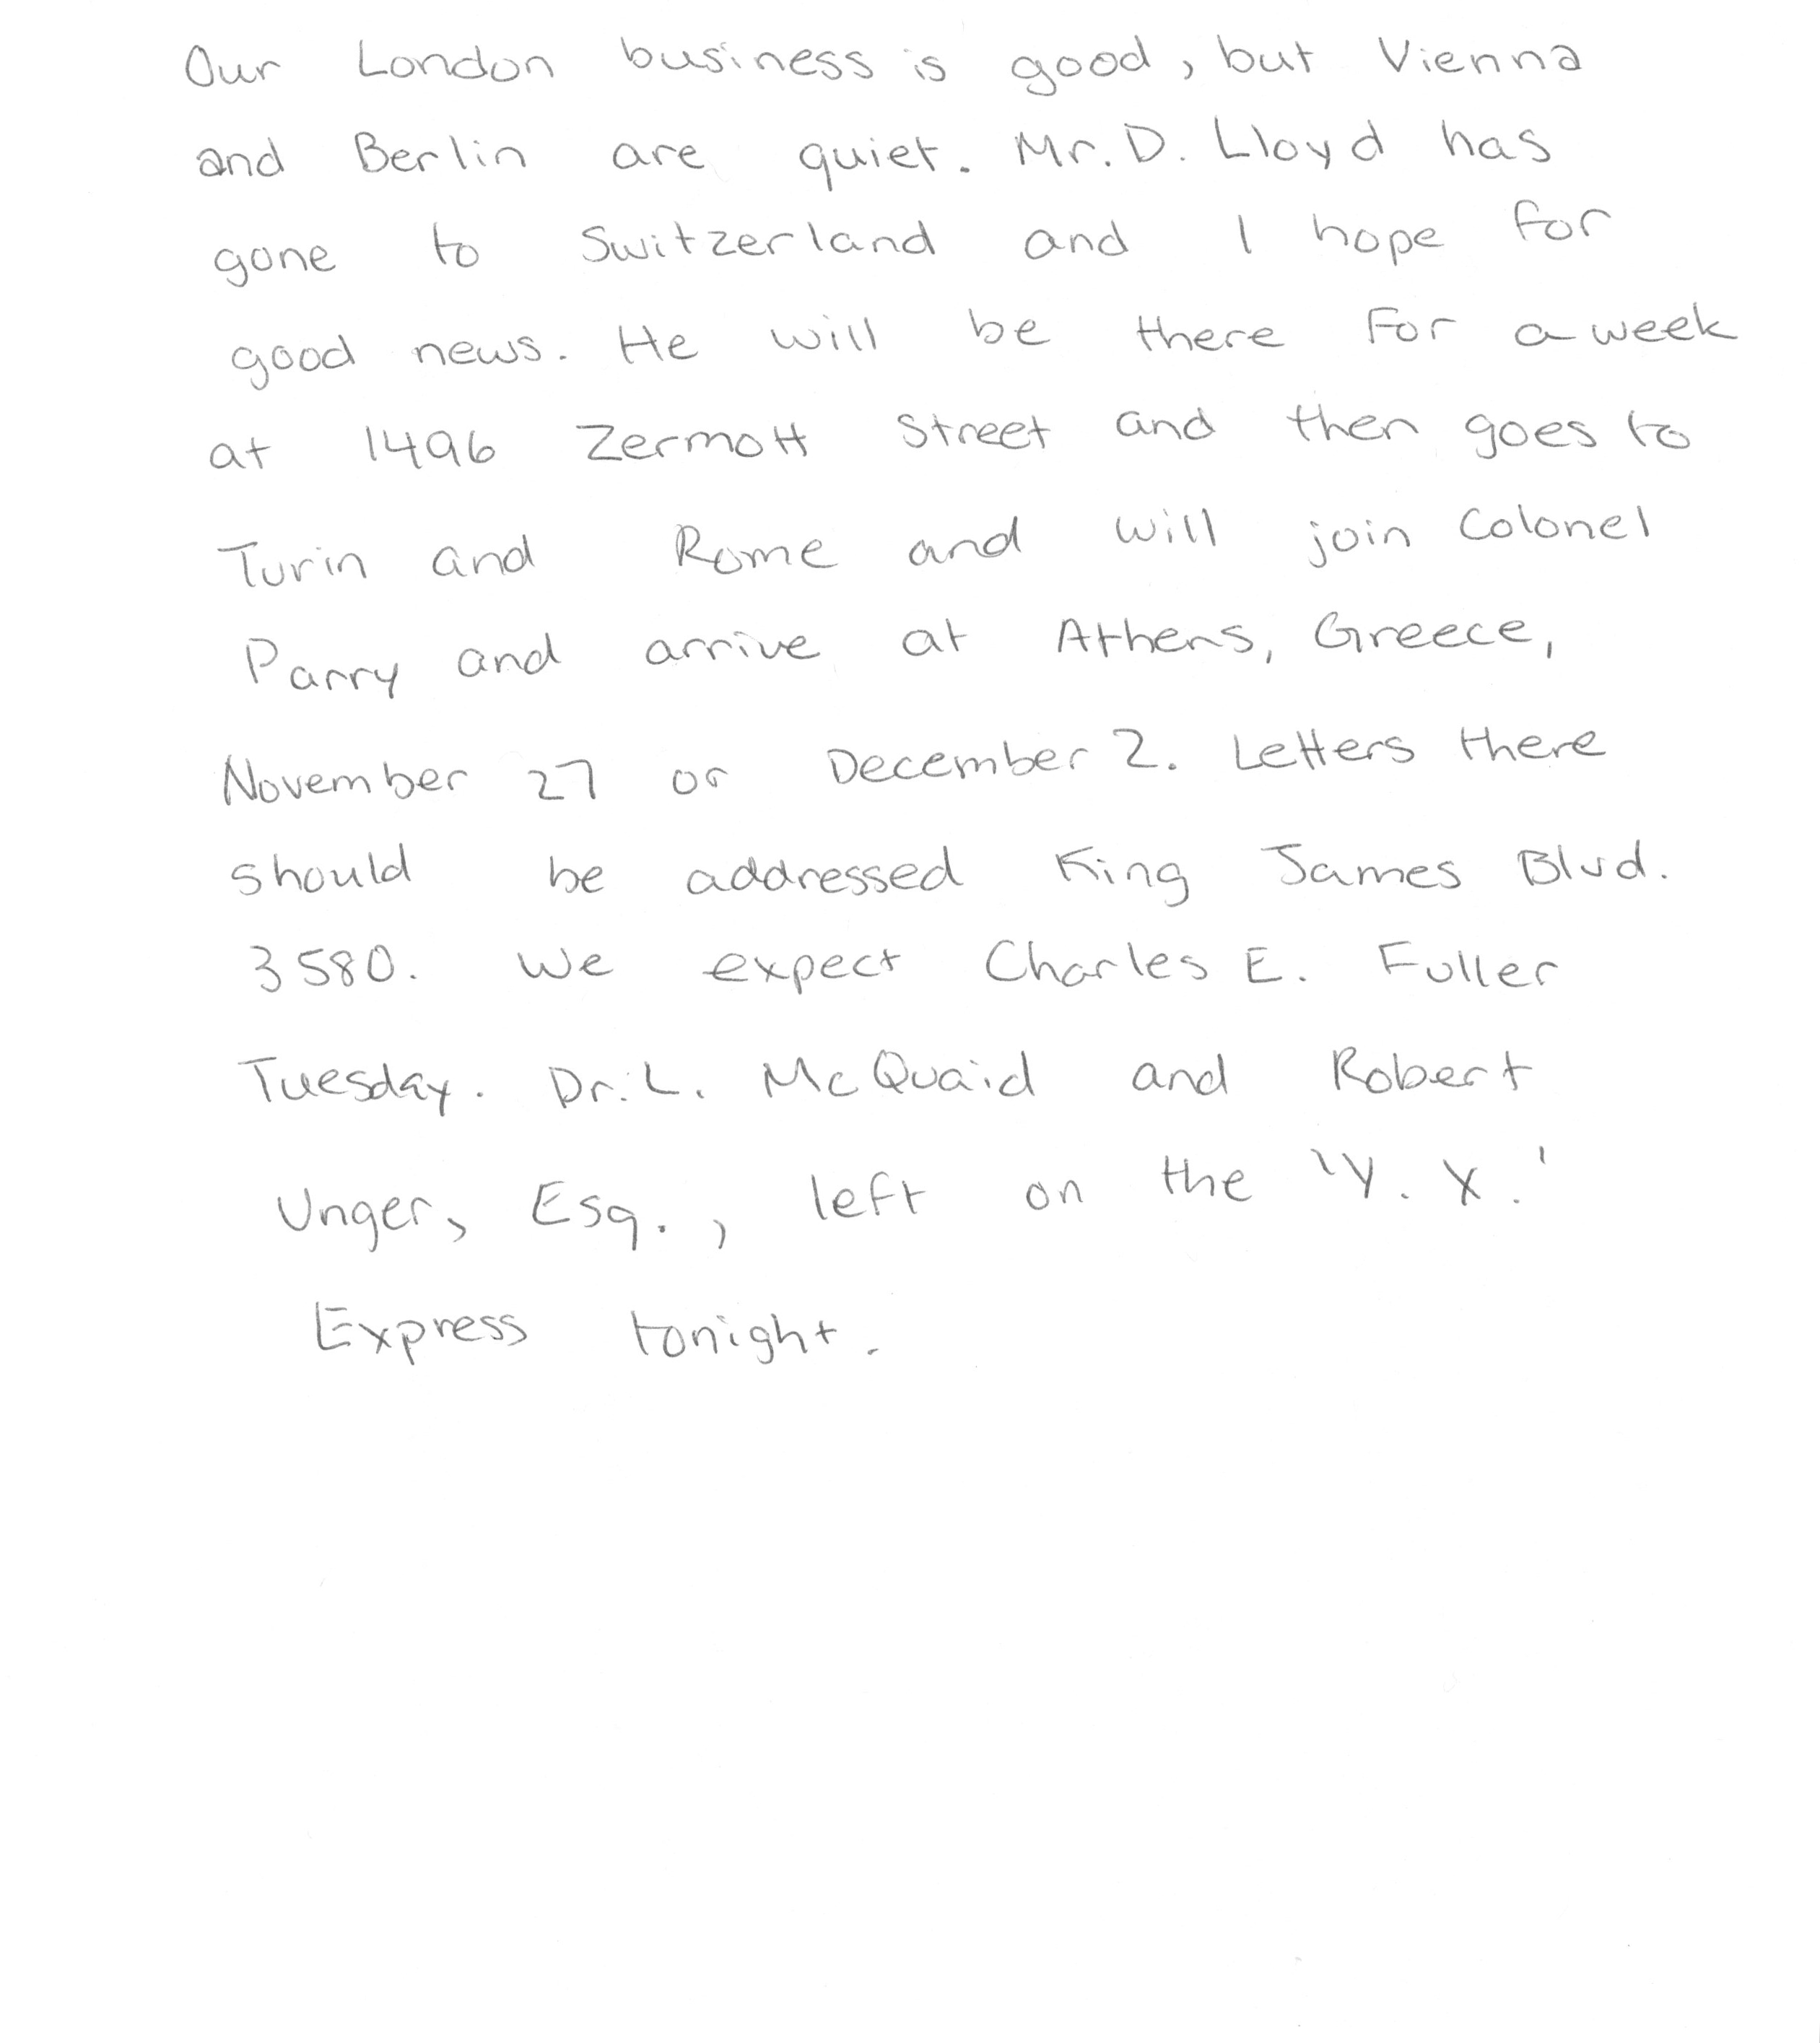 Our London business is good, but Vienna
and Berlin are quiet. Mr. D. Lloyd has
gone to Switzerland and I hope for
good news. He will be there for a week
at 1496 Zermott Street and then goes to
Turin and Rome and will join Colonel
Parry and arrive at Athens, Greece,
November 27 or December 2. Letters there
should be addressed King James Blvd.
3580. We expect Charles E. Fuller
Tuesday. Dr. L. McQuaid and Robert
Unger, Esq., left on the 'Y. X.'
Express tonight.